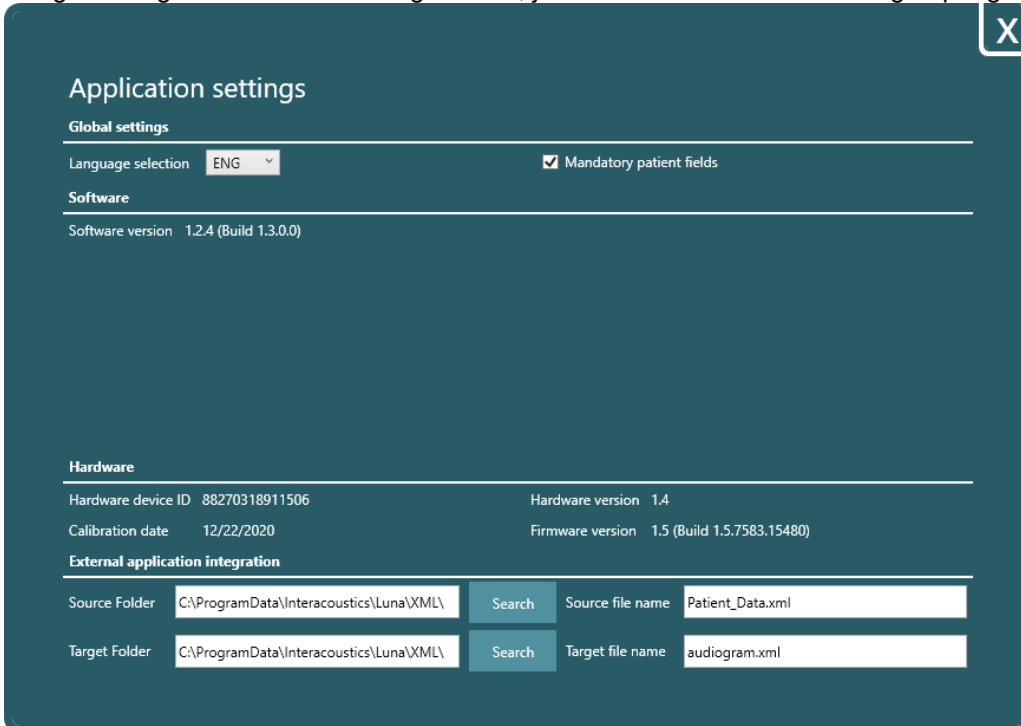 X
Application settings
Global settings
Language selection ENG Mandatory patient fields
Software
Software version 1.2.4 (Build 1.3.0.0)
Hardware
Hardware device ID 88270318911506 Hardware version 1.4
Calibration date 12/22/2020 Firmware version 1.5 (Build 1.5.7583.15480)
External application integration
Source Folder C:\ProgramData\Interacoustics\Luna\XML\ Search Source file name Patient_Data.xml
Target Folder C:\ProgramData\Interacoustics\Luna\XML\ Search Target file name audiogram.xml